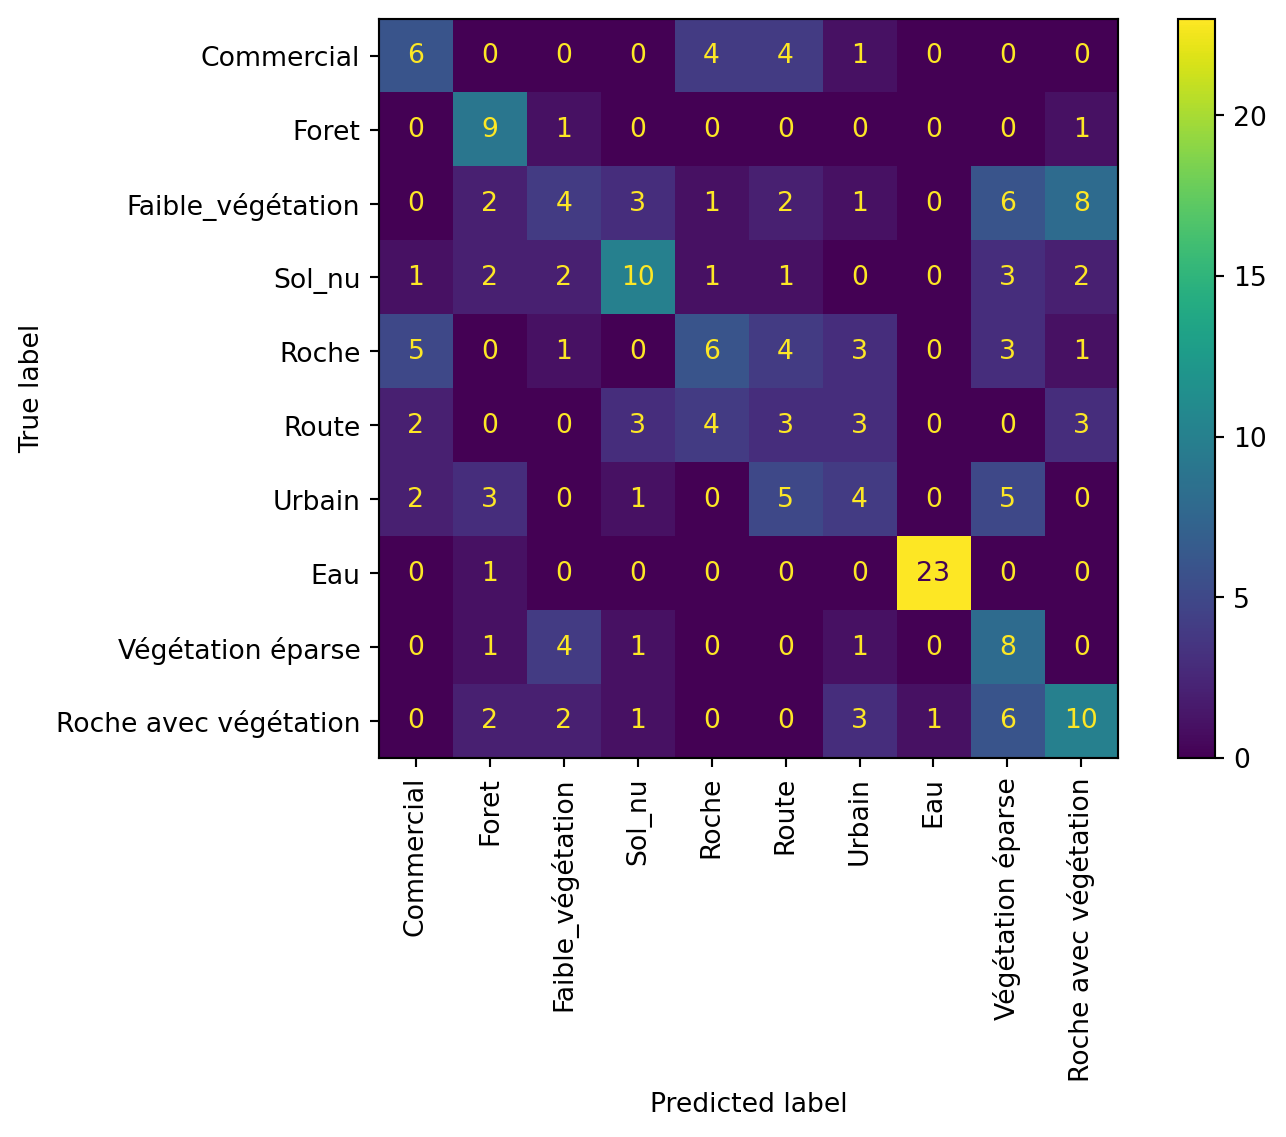 Commercial 6 0 0 0 4 4 1 0 0 0
Foret 0 9 1 0 0 0 0 0 0 1
Faible_végétation 0 2 4 3 1 2 1 0 6 8
Sol_nu 1 2 2 10 1 1 0 0 3 2
Roche 5 0 1 0 6 4 3 0 3 1
Route 2 0 0 3 4 3 3 0 0 3
Urbain 2 3 0 1 0 5 4 0 5 0
Eau 0 1 0 0 0 0 0 23 0 0
Végétation éparse 0 1 4 1 0 0 1 0 8 0
Roche avec végétation 0 2 2 1 0 0 3 1 6 10
True label
Commercial
Foret
Faible_végétation
Sol_nu
Roche
Route
Urbain
Eau
Végétation éparse
Roche avec végétation
Predicted label
20
15
10
5
0